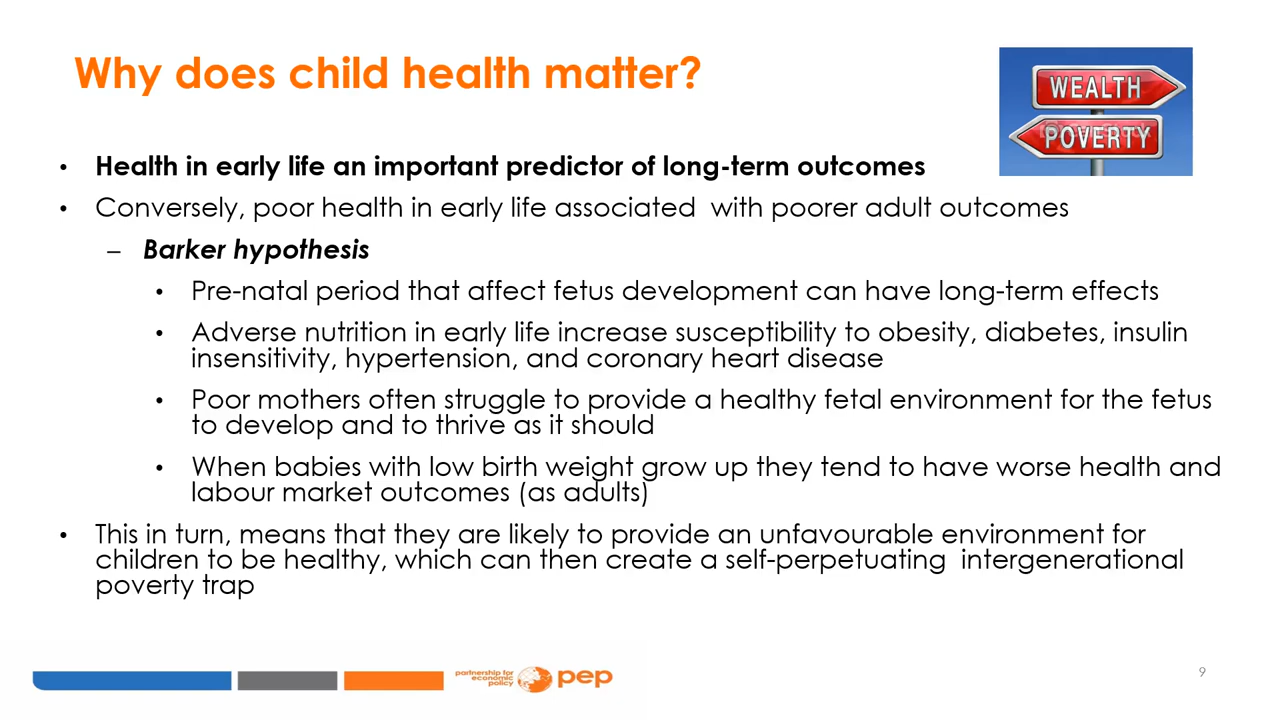 Why does child health matter?
WEALTH
POVERTY
• Health in early life an important predictor of long-term outcomes
• Conversely, poor health in early life associated with poorer adult outcomes
– Barker hypothesis
• Pre-natal period that affect fetus development can have long-term effects
• Adverse nutrition in early life increase susceptibility to obesity, diabetes, insulin
insensitivity, hypertension, and coronary heart disease
• Poor mothers often struggle to provide a healthy fetal environment for the fetus
to develop and to thrive as it should
• When babies with low birth weight grow up they tend to have worse health and
labour market outcomes (as adults)
• This in turn, means that they are likely to provide an unfavourable environment for
children to be healthy, which can then create a self-perpetuating intergenerational
poverty trap
partnership for
economic
policy
pep
9